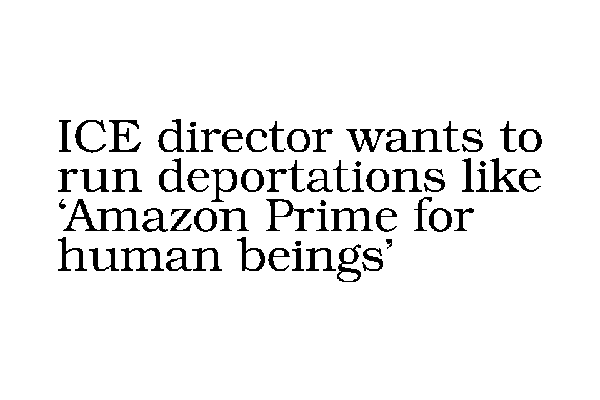 ICE director wants to
run deportations like
‘Amazon Prime for
human beings’